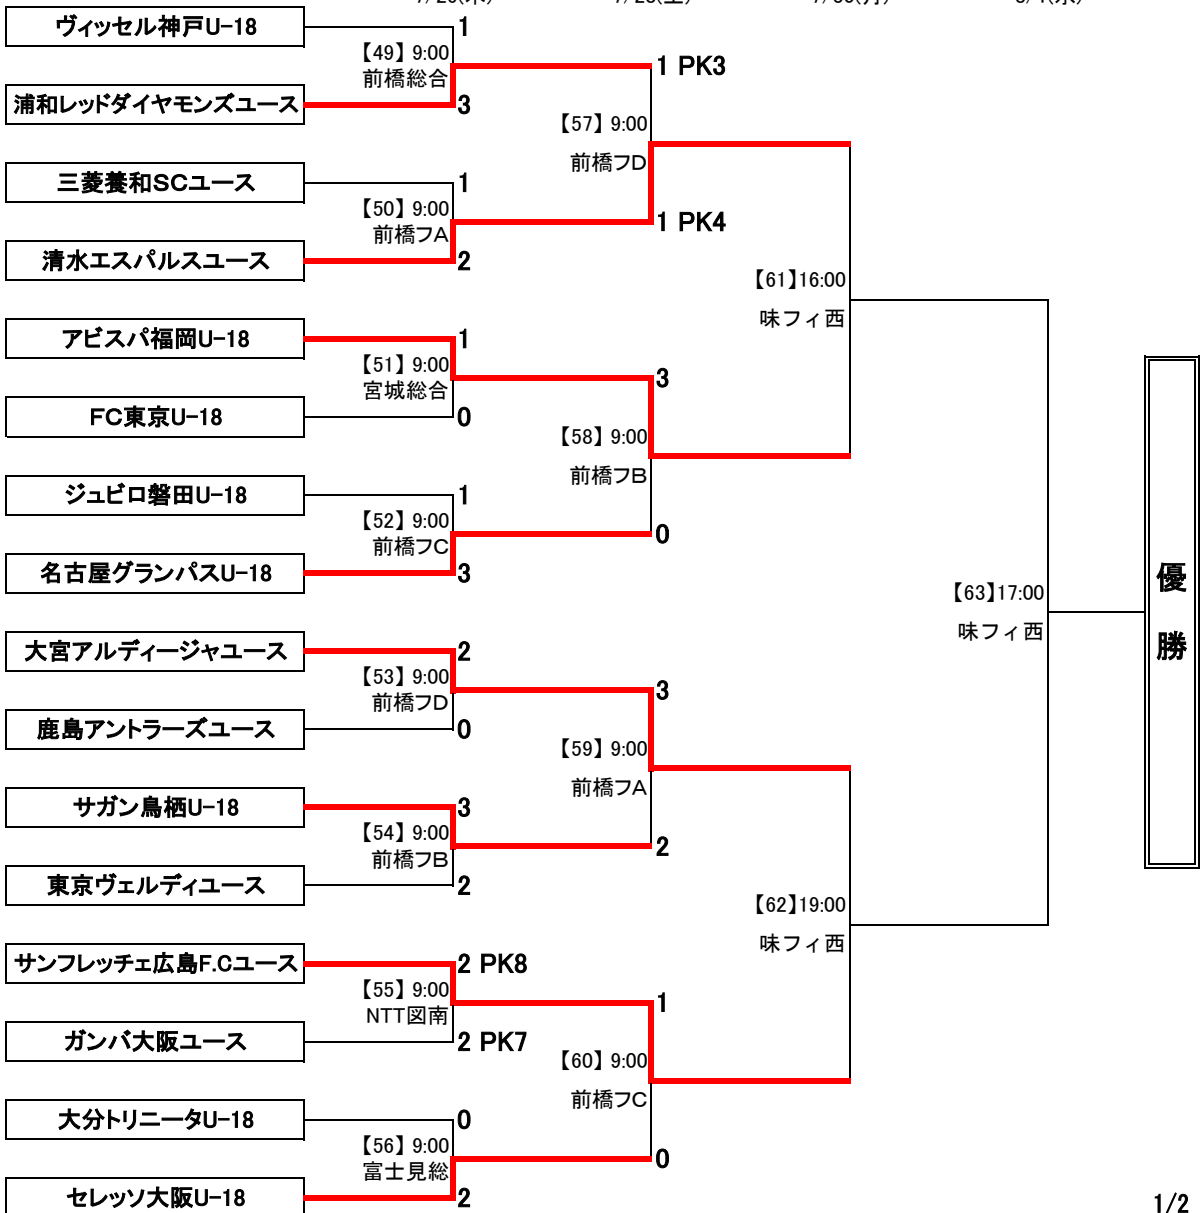 ヴィッセル神戸U-18
1
【49】 9:00
前橋総合
1 PK3
浦和レッドダイヤモンズユース
3
【57】 9:00
前橋フD
三菱養和SCユース
1
【50】 9:00
前橋フA
1 PK4
清水エスパルスユース
2
【61】16:00
味フィ西
アビスパ福岡U-18
1
【51】 9:00
宮城総合
3
FC東京U-18
0
【58】 9:00
前橋フB
ジュビロ磐田U-18
1
【52】 9:00
前橋フC
0
名古屋グランパスU-18
3
【63】17:00
味フィ西
優
勝
大宮アルディージャユース
2
【53】 9:00
前橋フD
3
鹿島アントラーズユース
0
【59】 9:00
前橋フA
サガン鳥栖U-18
3
【54】 9:00
前橋フB
2
東京ヴェルディユース
2
【62】19:00
味フィ西
サンフレッチェ広島F.Cユース
2 PK8
【55】 9:00
NTT図南
1
ガンバ大阪ユース
2 PK7
【60】 9:00
前橋フC
大分トリニータU-18
0
【56】 9:00
富士見総
0
セレッソ大阪U-18
2
1/2